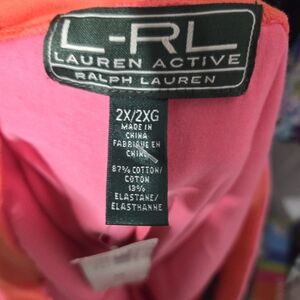 L-RL
LAUREN ACTIVE
RALPH LAUREN
2X/2XG
MADE IN
CHINA
FABRIQUÉ EN
CHINE
87% COTTON/
COTON
13%
ELASTANE/
ELASTHANNE